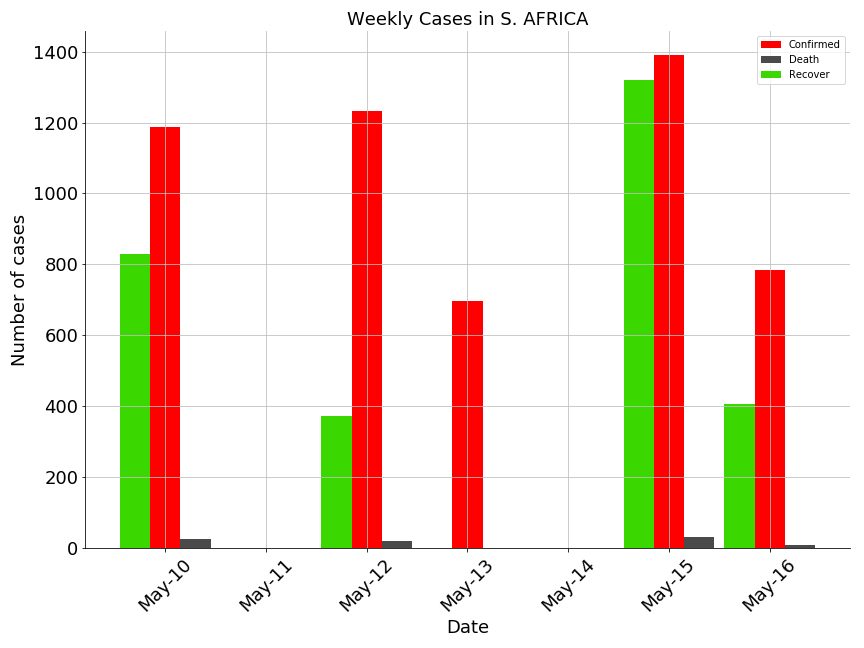 Weekly Cases in S. AFRICA
Confirmed
Death
Recover
Number of cases
1400
1200
1000
800
600
400
200
0
May-10
May-11
May-12
May-13
May-14
May-15
May-16
Date